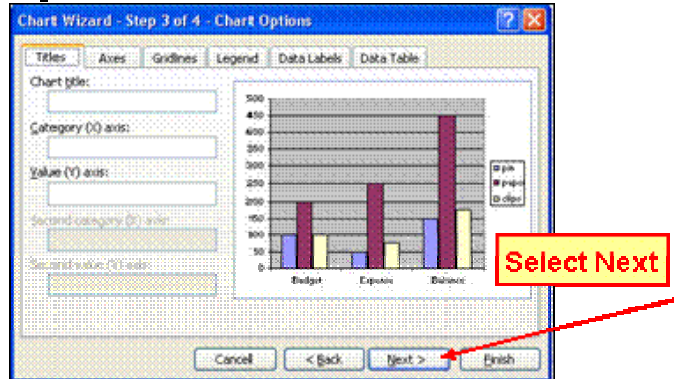 Chart Wizard - Step 3 of 4 - Chart Options
Titles Axes Gridlines Legend Data Labels Data Table
Chart title:
Category (X) axis:
Value (Y) axis:
Second category (X) axis:
Second value (Y) axis:
500
450
400
350
300
250
200
150
100
50
0
Budget Expense Balance
pin
clips
Select Next
Cancel < Back Next > Finish